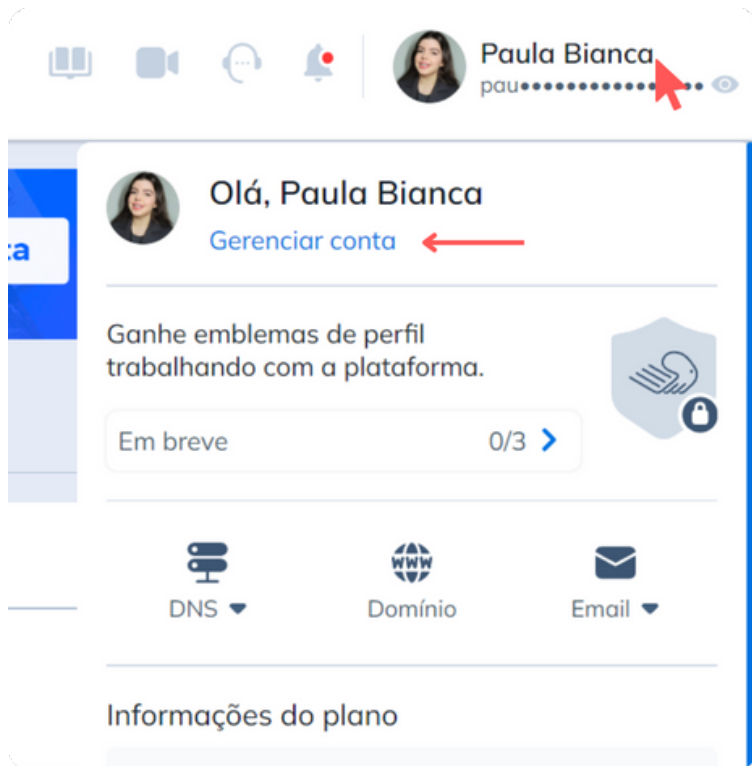 Paula Bianca
pau••••••••••••••••
Olá, Paula Bianca
Gerenciar conta
Ganhe emblemas de perfil
trabalhando com a plataforma.
Em breve 0/3
WWW
DNS Domínio Email
Informações do plano